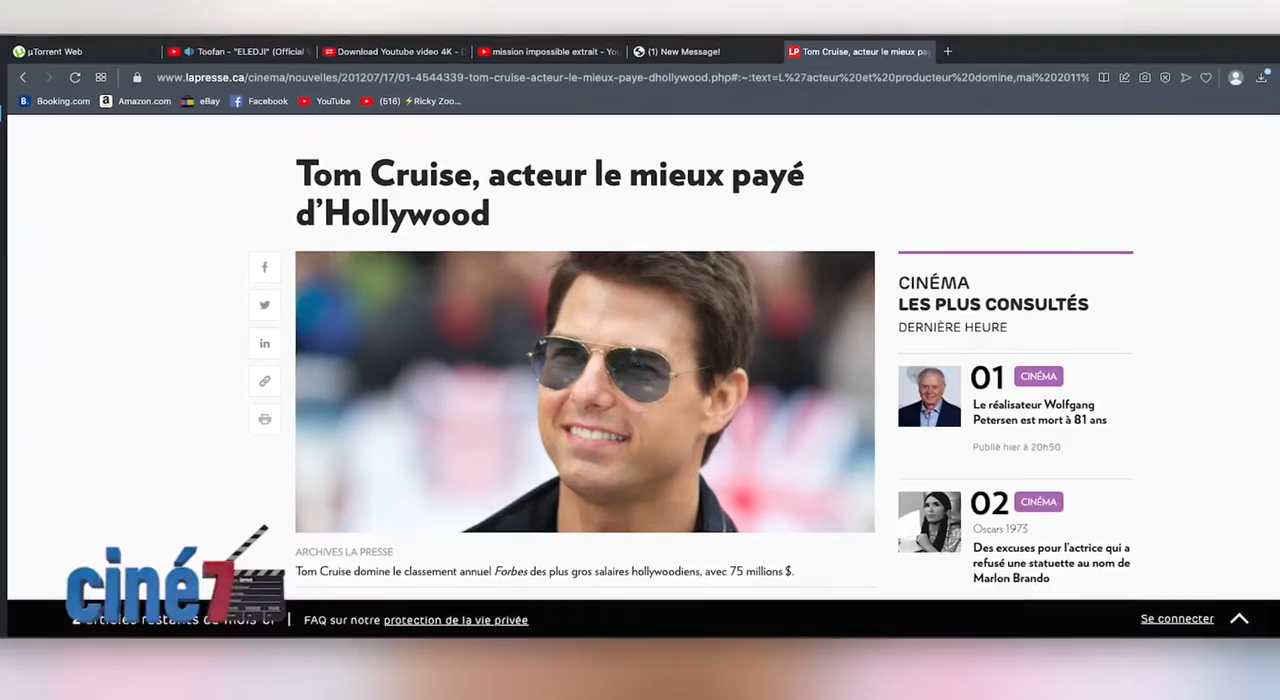 µTorrent Web
Toofan - "ELEDJI" (Official
Download Youtube video 4K -
mission impossible extrait - Yo
(1) New Message!
LP Tom Cruise, acteur le mieux pa
www.lapresse.ca/cinema/nouvelles/201207/17/01-4544339-tom-cruise-acteur-le-mieux-paye-dhollywood.php#:~:text=L%27acteur%20et%20producteur%20domine,mai%202011%
B. Booking.com
a Amazon.com
eBay
Facebook
YouTube
(516) ⚡Ricky Zoo...
Tom Cruise, acteur le mieux payé
d'Hollywood
CINÉMA
LES PLUS CONSULTÉS
DERNIÈRE HEURE
01 CINÉMA
Le réalisateur Wolfgang
Petersen est mort à 81 ans
Publié hier à 20h50
02 CINÉMA
Oscars 1973
Des excuses pour l'actrice qui a
refusé une statuette au nom de
Marlon Brando
ARCHIVES LA PRESSE
Tom Cruise domine le classement annuel Forbes des plus gros salaires hollywoodiens, avec 75 millions $.
ciné7
FAQ sur notre protection de la vie privée
Se connecter